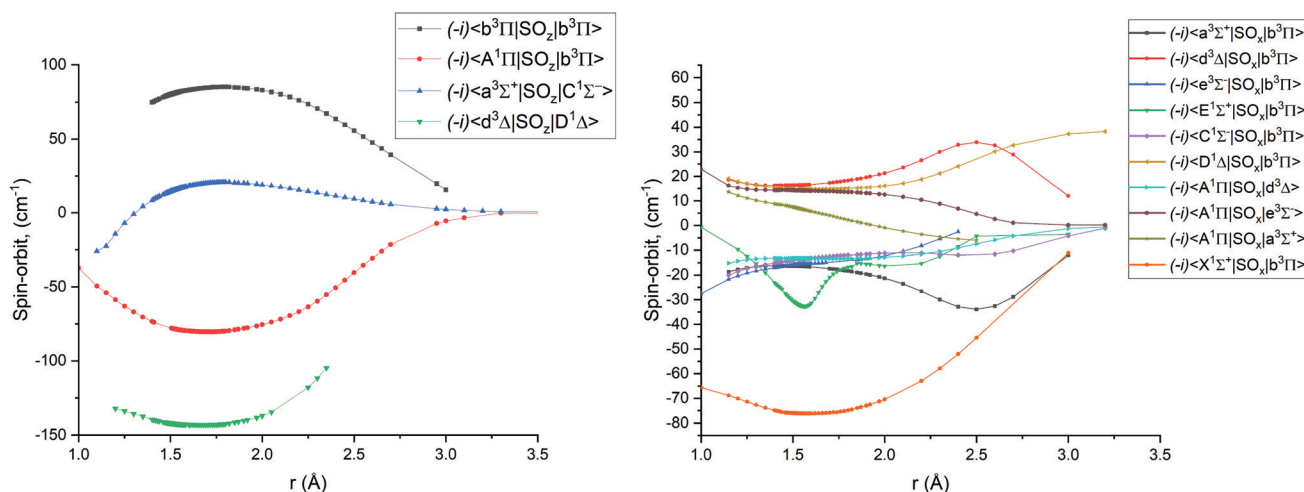 (-i)<b³Π|SO_z|b³Π>
(-i)<A¹Π|SO_z|b³Π>
(-i)<a³Σ⁺|SO_z|C¹Σ⁻>
(-i)<d³Δ|SO_z|D¹Δ>
100
50
0
-50
-100
-150
Spin-orbit, (cm⁻¹)
1.0 1.5 2.0 2.5 3.0 3.5
r (Å)
(-i)<a³Σ⁺|SO_x|b³Π>
(-i)<d³Δ|SO_x|b³Π>
(-i)<e³Σ⁻|SO_x|b³Π>
(-i)<E¹Σ⁺|SO_x|b³Π>
(-i)<C¹Σ⁻|SO_x|b³Π>
(-i)<D¹Δ|SO_x|b³Π>
(-i)<A¹Π|SO_x|d³Δ>
(-i)<A¹Π|SO_x|e³Σ⁻>
(-i)<A¹Π|SO_x|a³Σ⁺>
(-i)<X¹Σ⁺|SO_x|b³Π>
60
50
40
30
20
10
0
-10
-20
-30
-40
-50
-60
-70
-80
Spin-orbit, (cm⁻¹)
1.0 1.5 2.0 2.5 3.0 3.5
r (Å)